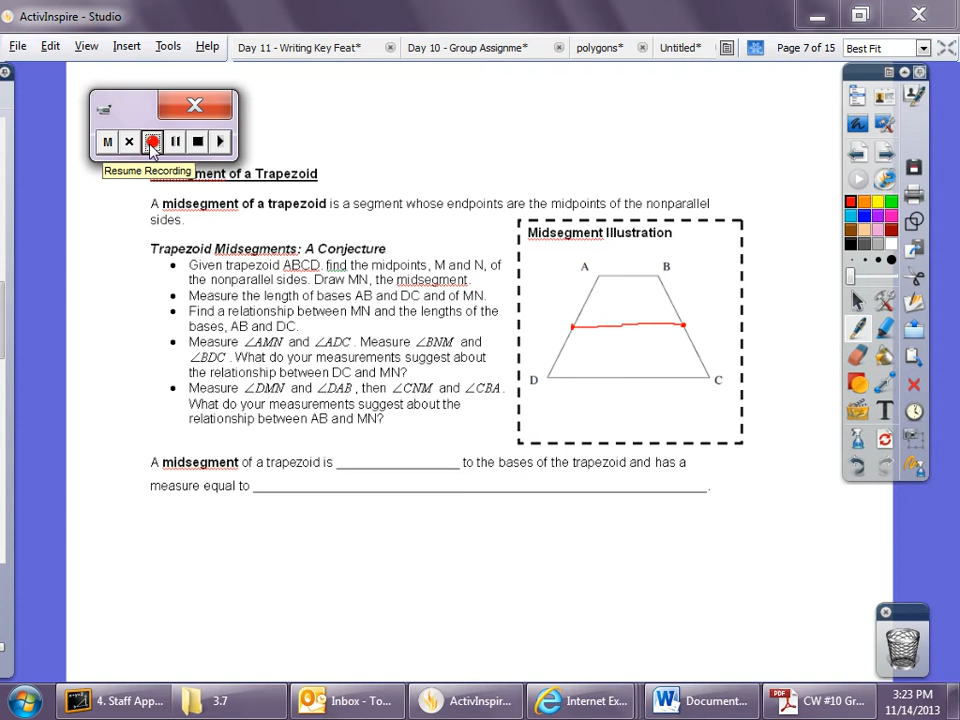 ActivInspire - Studio
File Edit View Insert Tools Help Day 11 - Writing Key Feat* Day 10 - Group Assignme* polygons* Untitled* Page 7 of 15 Best Fit
M
Resume Recording
ment of a Trapezoid
A midsegment of a trapezoid is a segment whose endpoints are the midpoints of the nonparallel
sides.
Trapezoid Midsegments: A Conjecture
• Given trapezoid ABCD. find the midpoints, M and N, of
the nonparallel sides. Draw MN, the midsegment.
• Measure the length of bases AB and DC and of MN.
• Find a relationship between MN and the lengths of the
bases, AB and DC.
• Measure ∠AMN and ∠ADC. Measure ∠BNM and
∠BDC. What do your measurements suggest about
the relationship between DC and MN?
• Measure ∠DMN and ∠DAB, then ∠CNM and ∠CBA.
What do your measurements suggest about the
relationship between AB and MN?
Midsegment Illustration
A B
D C
A midsegment of a trapezoid is ____________________ to the bases of the trapezoid and has a
measure equal to ____________________.
4. Staff App... 3.7 Inbox - To... ActivInspire... Internet Ex... Document... CW #10 Gr... 3:23 PM
11/14/2013